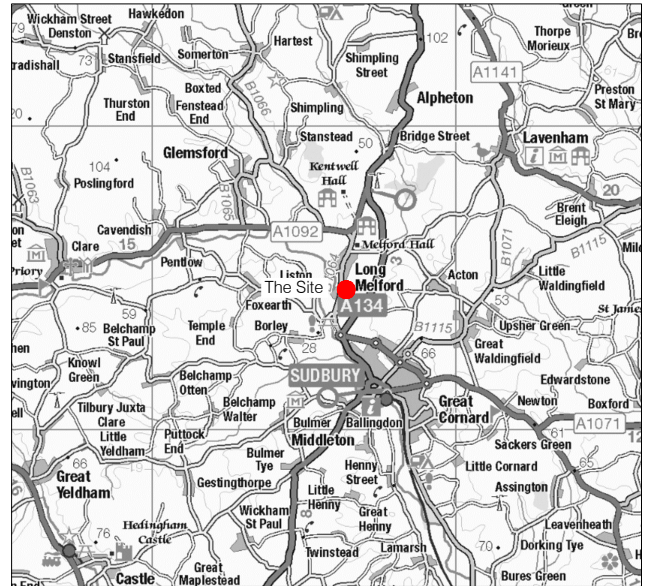 Wickham Street
Denston
Hawkedon
79
73
Stansfield
Somerton
Hartest
Shimpling
Street
102
Thorpe
Morieux
A1141
Boxted
Fenstead
End
B1066
Shimpling
Alpheton
Preston
St Mary
Thurston
End
Stanstead
50
Bridge Street
Lavenham
104
Poslingford
Glemsford
Kentwell
Hall
20
B1063
B1065
Brent
Eleigh
Cavendish
A1092
Melford Hall
B1071
B1115
Clare
15
Priory
Pentlow
Liston
The Site
Long
Melford
3
Acton
Little
Waldingfield
59
85
Belchamp
St Paul
Temple
End
Foxearth
Borley
A134
28
B1115
53
Upsher Green
66
Great
Waldingfield
Knowl
Green
SUDBURY
Belchamp
Otten
Belchamp
Walter
Edwardstone
Newton
Boxford
Tilbury Juxta
Clare
Great
Cornard
A1071
Little
Yeldham
Puttock
End
Bulmer
Ballingdon
Middleton
61
Sackers Green
66
Great
Yeldham
Bulmer
Tye
Gestingthorpe
Henny
Street
Little Cornard
65
Assington
Little
Henny
76
Hedingham
Castle
Wickham
St Paul
8
Great
Henny
Leavenheath
Twinstead
Lamarsh
70
Dorking Tye
Castle
Great
Maplestead
Bures Green